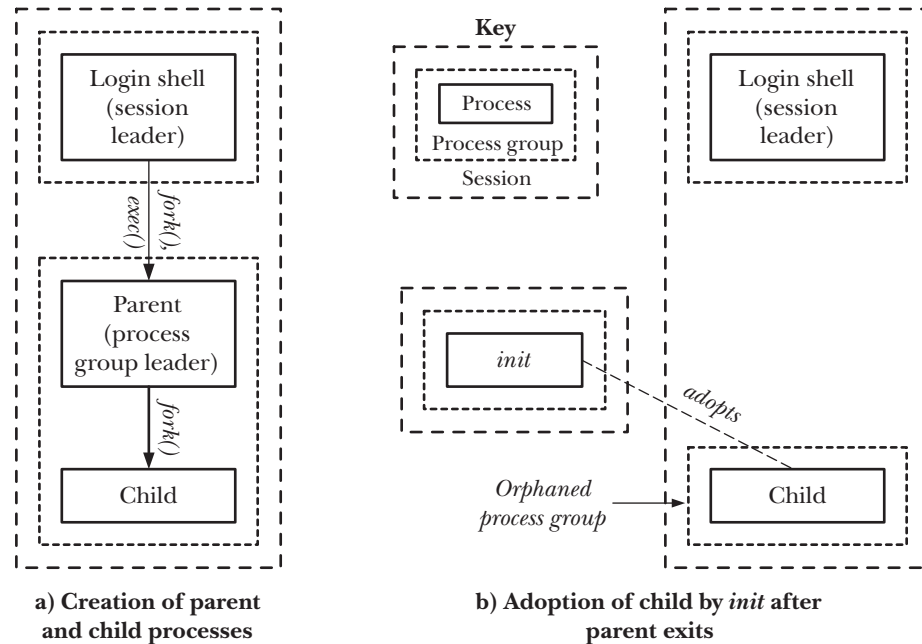 Login shell
(session
leader)
fork(),
exec()
Parent
(process
group leader)
fork()
Child
a) Creation of parent
and child processes
Key
Process
Process group
Session
init
adopts
Orphaned
process group
Login shell
(session
leader)
Child
b) Adoption of child by init after
parent exits